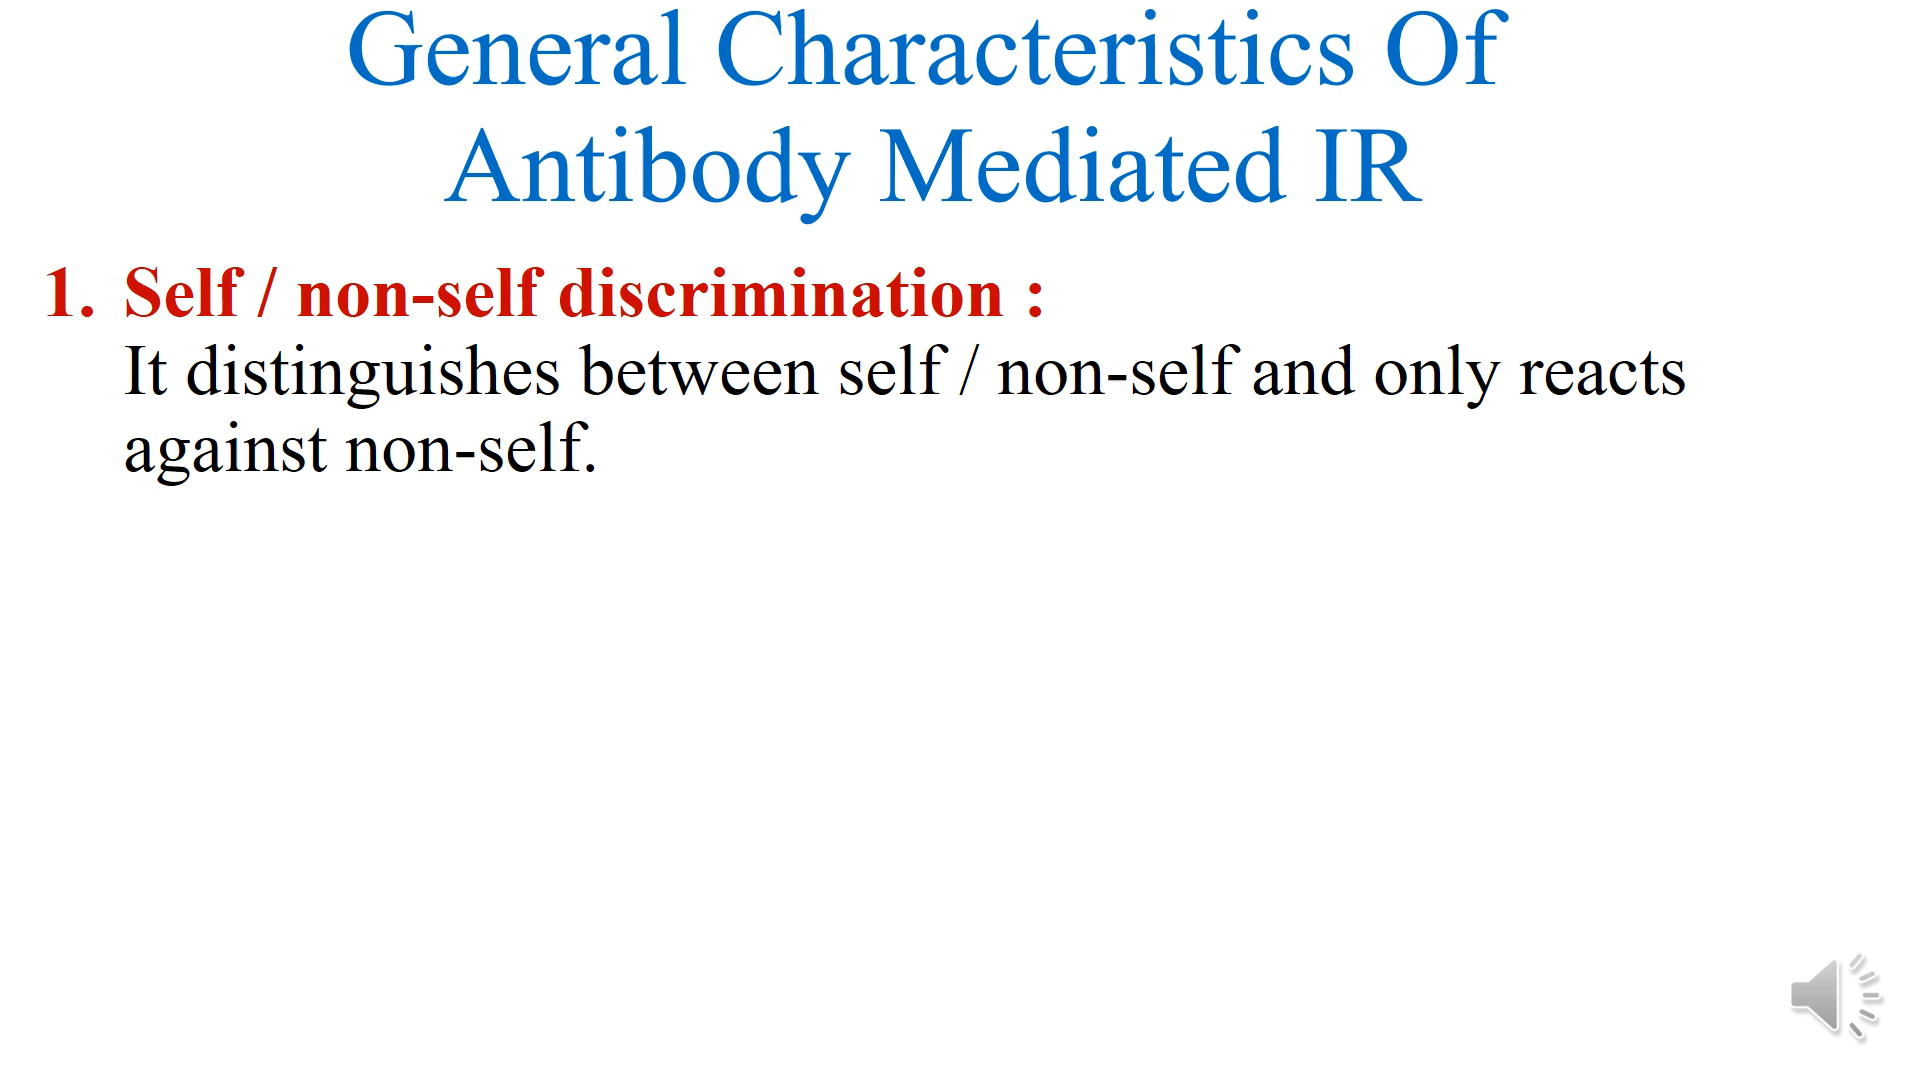 General Characteristics Of
Antibody Mediated IR
1. Self / non-self discrimination :
It distinguishes between self / non-self and only reacts
against non-self.